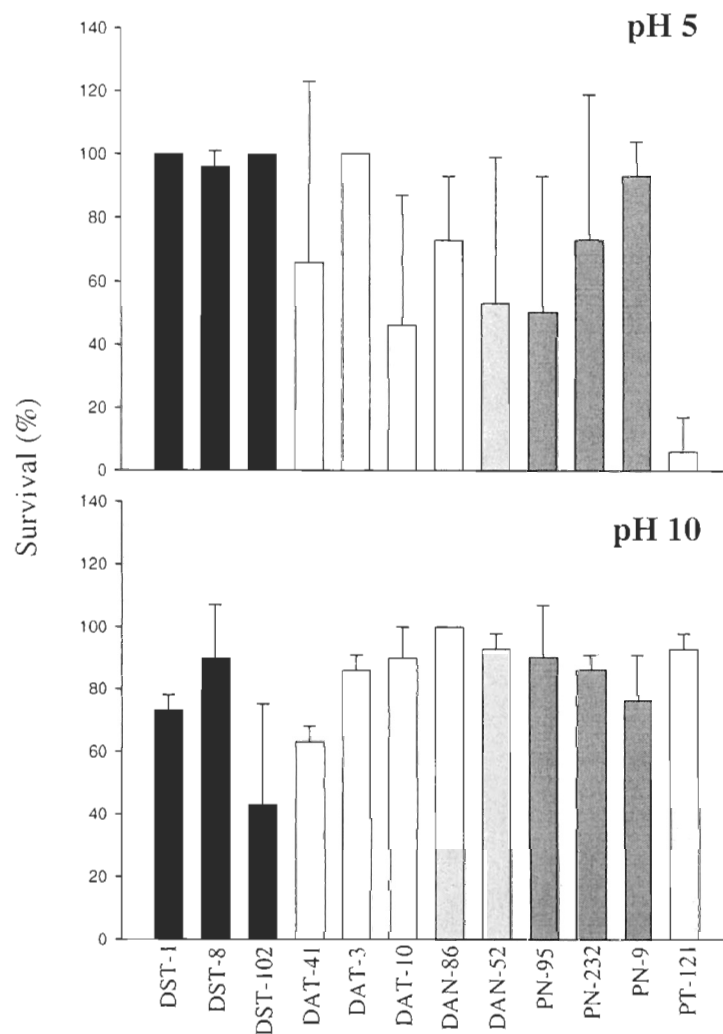 pH 5
140
120
100
80
60
40
20
0
Survival (%)
pH 10
140
120
100
80
60
40
20
0
DST-1
DST-8
DST-102
DAT-41
DAT-3
DAT-10
DAN-86
DAN-52
PN-95
PN-232
PN-9
PT-121